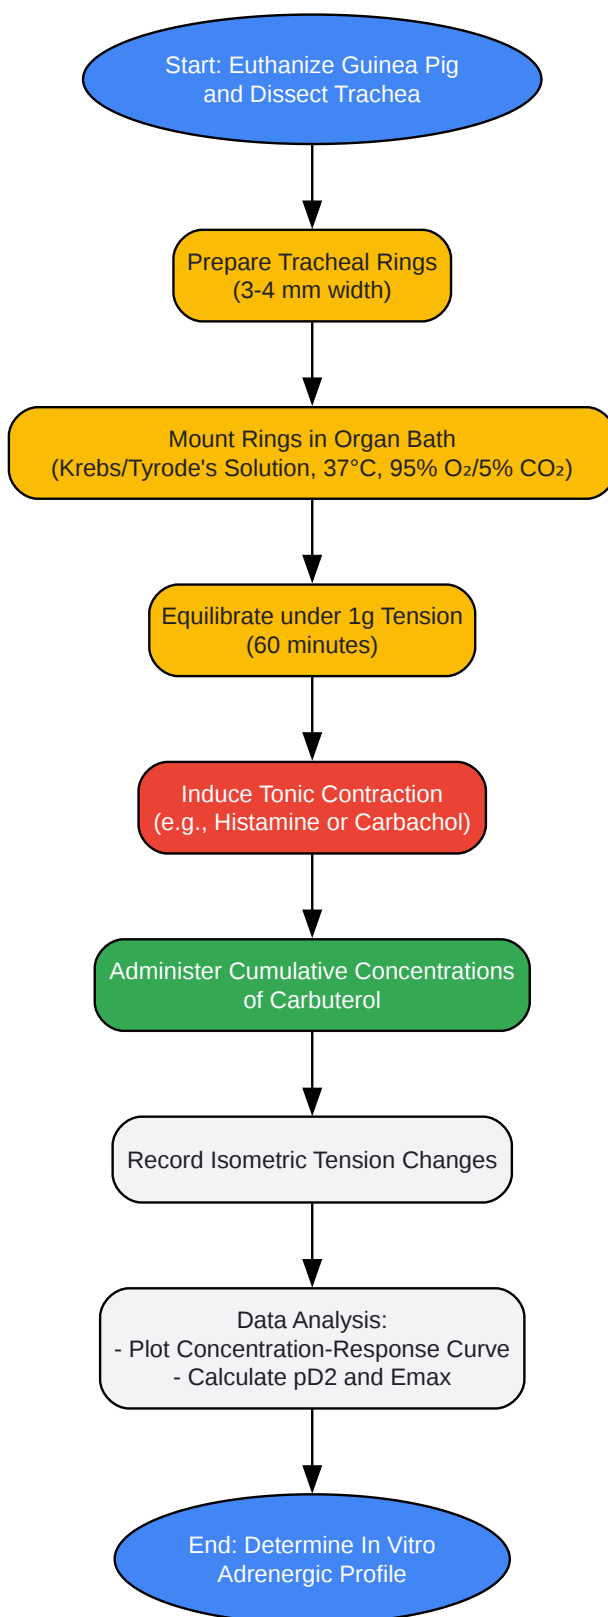 Start: Euthanize Guinea Pig
and Dissect Trachea
Prepare Tracheal Rings
(3-4 mm width)
Mount Rings in Organ Bath
(Krebs/Tyrode's Solution, 37°C, 95% O₂/5% CO₂)
Equilibrate under 1g Tension
(60 minutes)
Induce Tonic Contraction
(e.g., Histamine or Carbachol)
Administer Cumulative Concentrations
of Carbuterol
Record Isometric Tension Changes
Data Analysis:
- Plot Concentration-Response Curve
- Calculate pD2 and Emax
End: Determine In Vitro
Adrenergic Profile